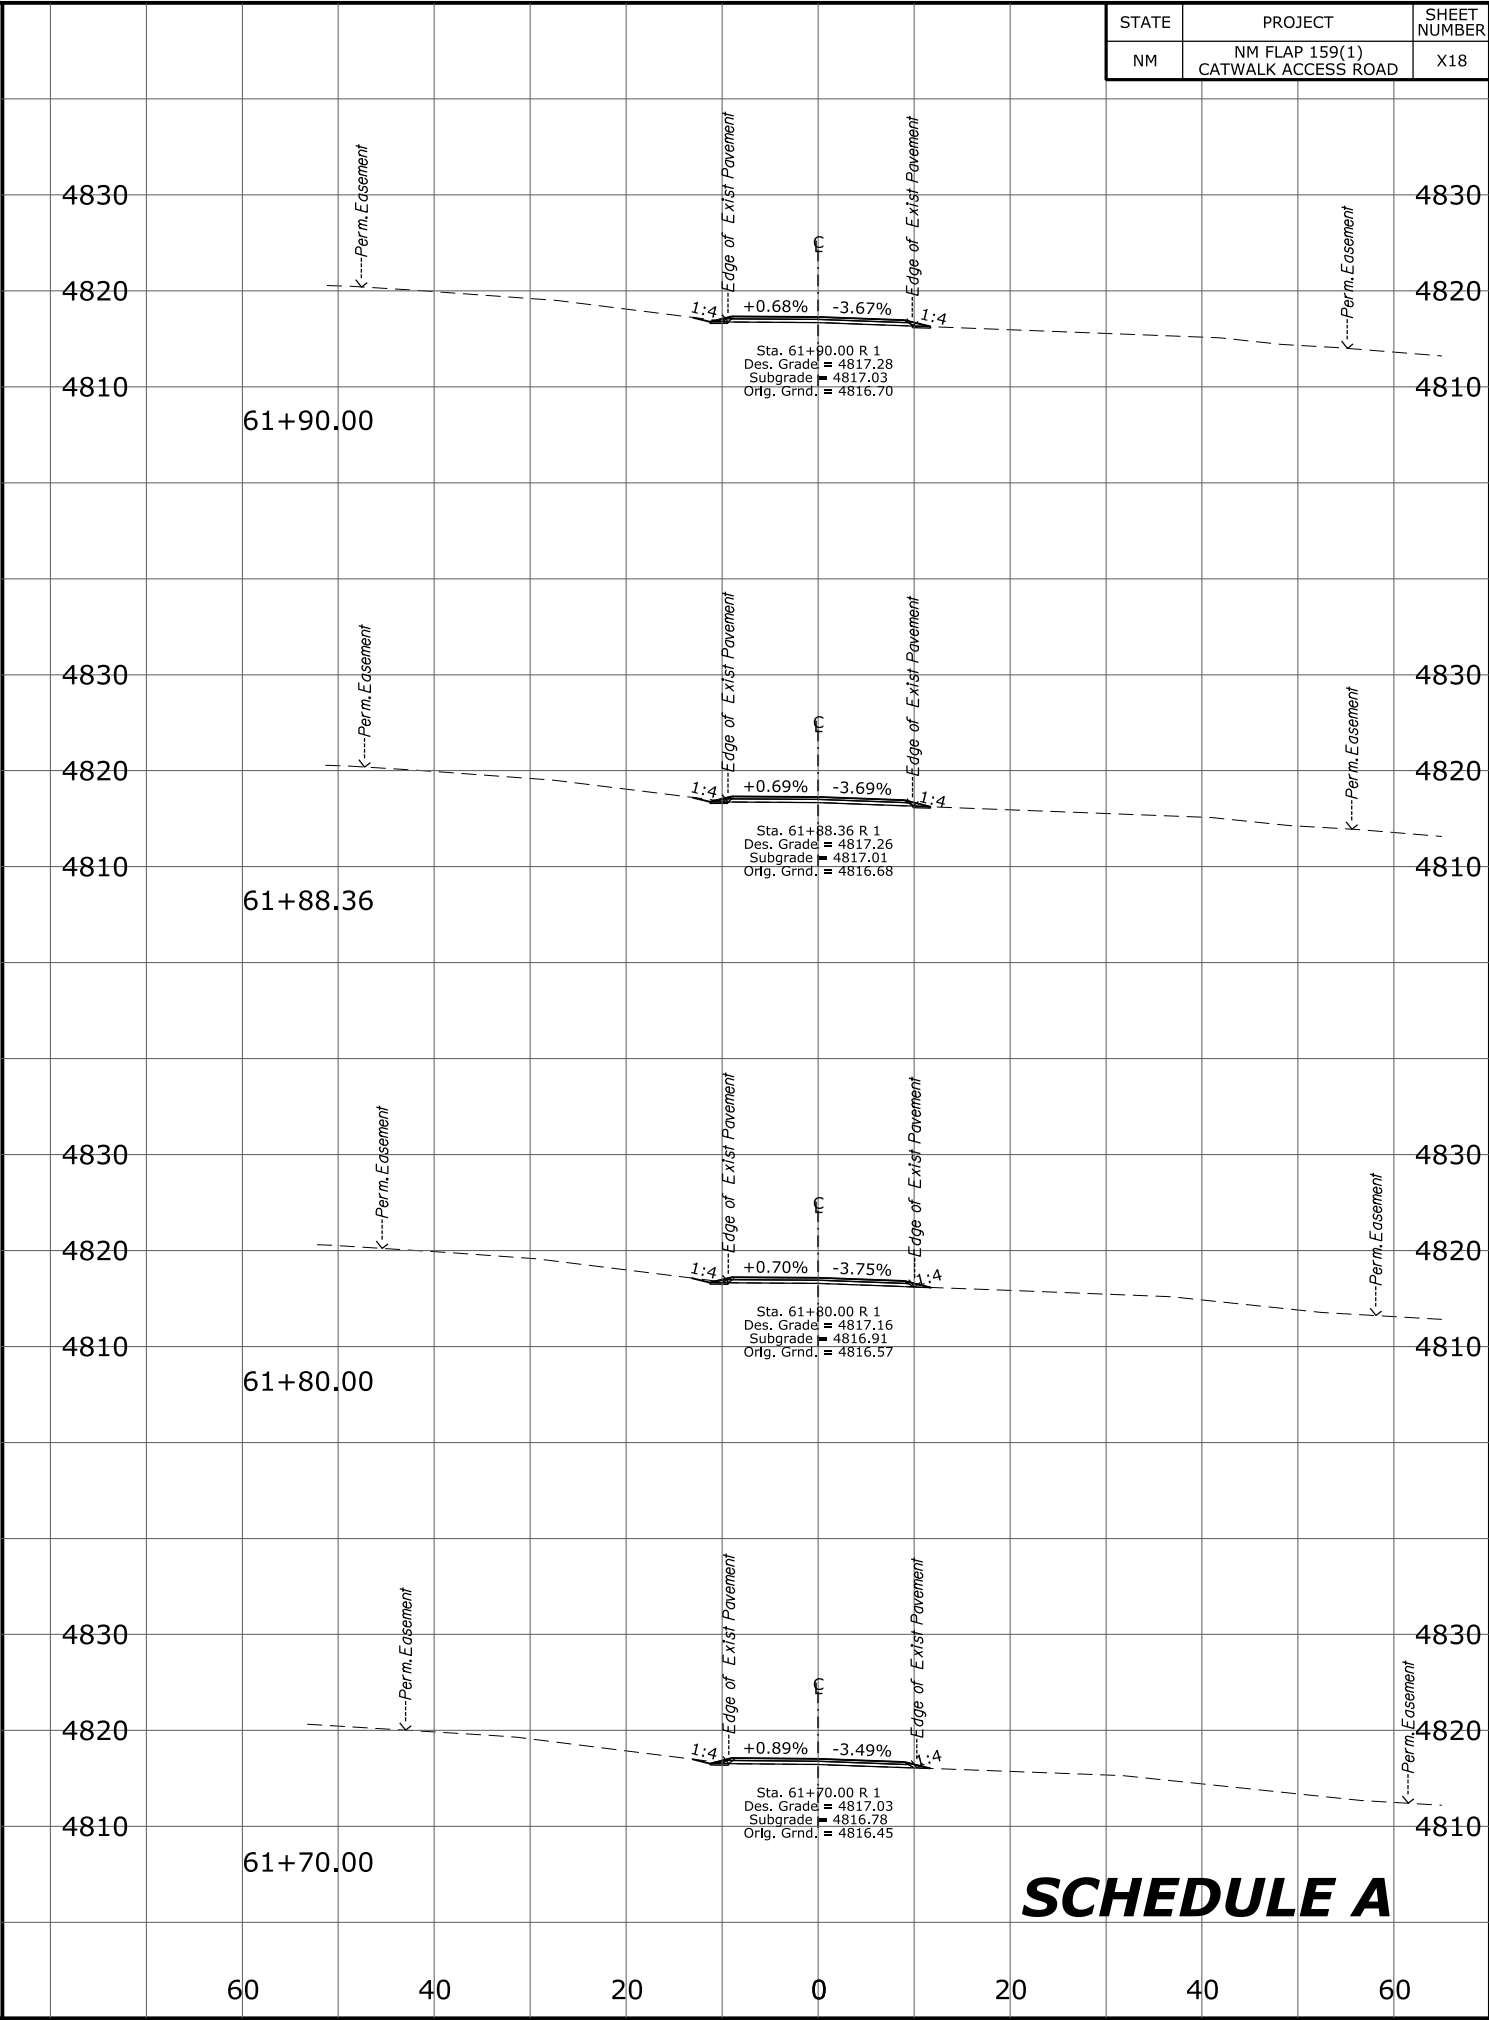 STATE PROJECT SHEET NUMBER
NM NM FLAP 159(1) CATWALK ACCESS ROAD X18
Perm.Easement
Edge of Exist Pavement
Edge of Exist Pavement
Perm.Easement
4830 4830
CL
4820 4820
1:4 +0.68% -3.67% 1:4
Sta. 61+90.00 R 1
Des. Grade = 4817.28
Subgrade = 4817.03
Orig. Grnd. = 4816.70
4810 4810
61+90.00
Perm.Easement
Edge of Exist Pavement
Edge of Exist Pavement
Perm.Easement
4830 4830
CL
4820 4820
1:4 +0.69% -3.69% 1:4
Sta. 61+88.36 R 1
Des. Grade = 4817.26
Subgrade = 4817.01
Orig. Grnd. = 4816.68
4810 4810
61+88.36
Perm.Easement
Edge of Exist Pavement
Edge of Exist Pavement
Perm.Easement
4830 4830
CL
4820 4820
1:4 +0.70% -3.75% 1:4
Sta. 61+80.00 R 1
Des. Grade = 4817.16
Subgrade = 4816.91
Orig. Grnd. = 4816.57
4810 4810
61+80.00
Perm.Easement
Edge of Exist Pavement
Edge of Exist Pavement
Perm.Easement
4830 4830
CL
4820 4820
1:4 +0.89% -3.49% 1:4
Sta. 61+70.00 R 1
Des. Grade = 4817.03
Subgrade = 4816.78
Orig. Grnd. = 4816.45
4810 4810
61+70.00
SCHEDULE A
60 40 20 0 20 40 60